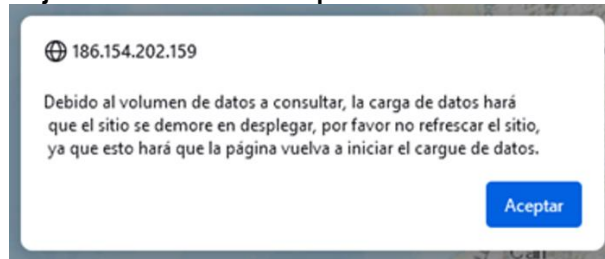 186.154.202.159
Debido al volumen de datos a consultar, la carga de datos hará
que el sitio se demore en desplegar, por favor no refrescar el sitio,
ya que esto hará que la página vuelva a iniciar el cargue de datos.
Aceptar
Cali